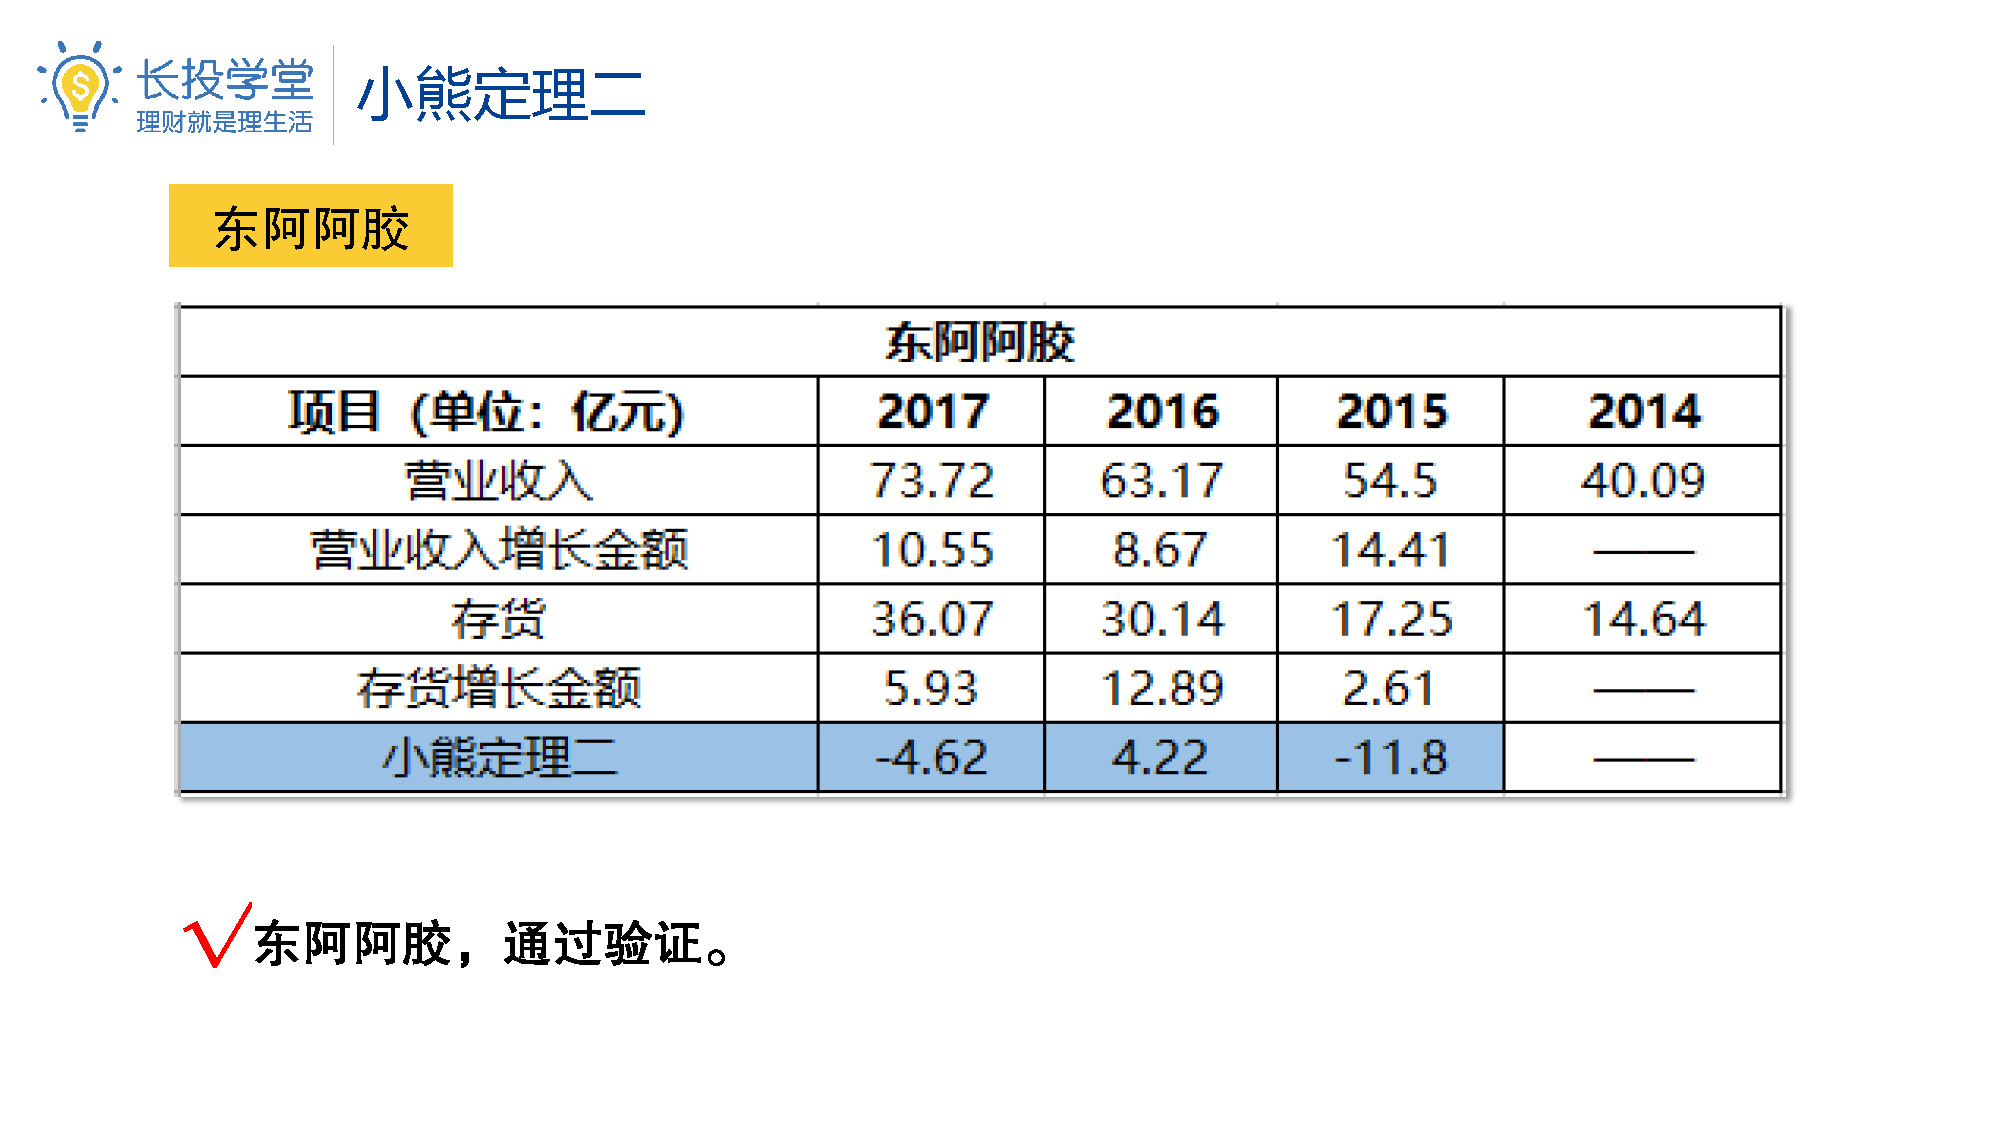 长投学堂
理财就是理生活
小熊定理二
东阿阿胶
东阿阿胶
项目（单位：亿元） 2017 2016 2015 2014
营业收入 73.72 63.17 54.5 40.09
营业收入增长金额 10.55 8.67 14.41 ——
存货 36.07 30.14 17.25 14.64
存货增长金额 5.93 12.89 2.61 ——
小熊定理二 -4.62 4.22 -11.8 ——
√东阿阿胶，通过验证。